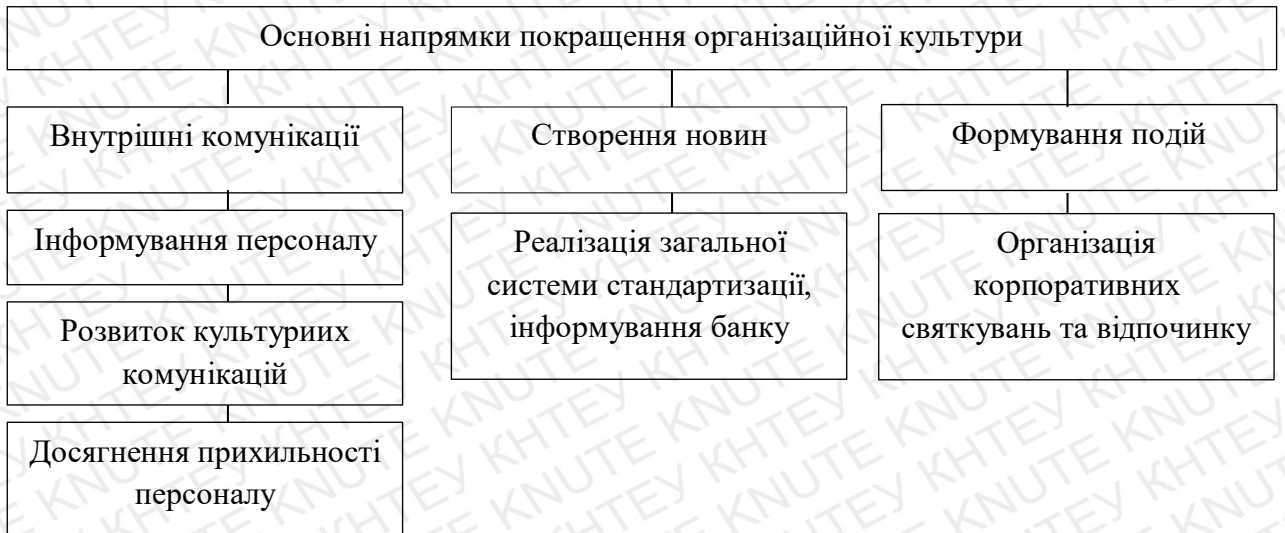 Основні напрямки покращення організаційної культури
Внутрішні комунікації
Інформування персоналу
Розвиток культуриих
комунікацій
Досягнення прихильності
персоналу
Створення новин
Реалізація загальної
системи стандартизації,
інформування банку
Формування подій
Організація
корпоративних
святкувань та відпочинку